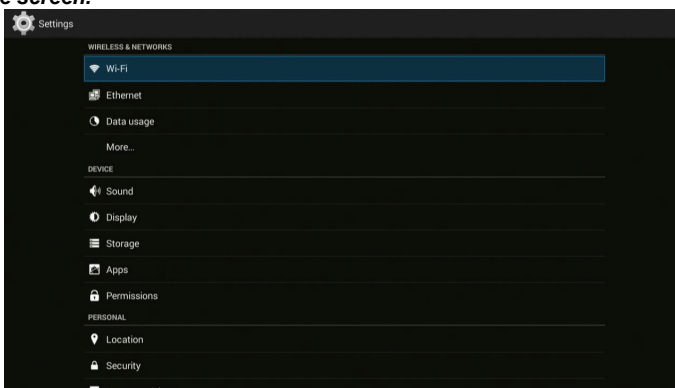 e screen.
Settings
WIRELESS & NETWORKS
Wi-Fi
Ethernet
Data usage
More...
DEVICE
Sound
Display
Storage
Apps
Permissions
PERSONAL
Location
Security